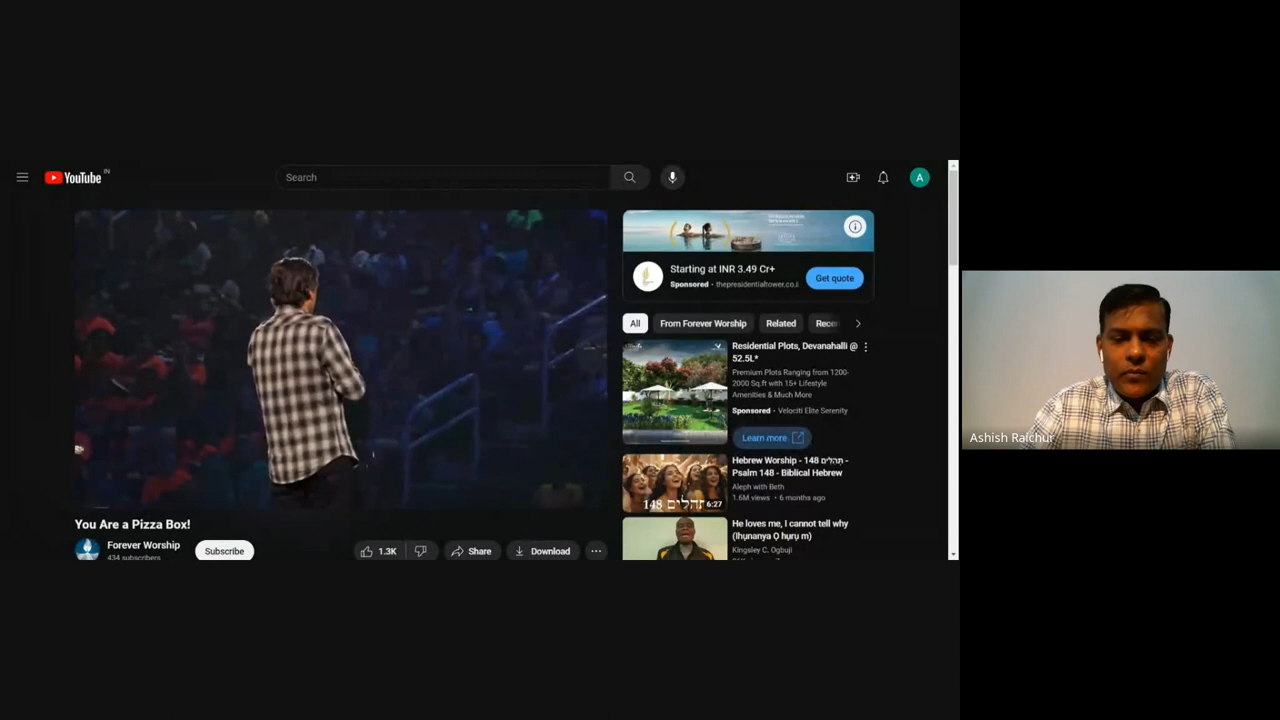 YouTube
IN
Search
A
Starting at INR 3.49 Cr+
Sponsored · thepresidentialtower.co.i
Get quote
All
From Forever Worship
Related
Recen
Residential Plots, Devanahalli @
52.5L*
Premium Plots Ranging from 1200-
2000 Sq.ft with 15+ Lifestyle
Amenities & Much More
Sponsored · Velociti Elite Serenity
Learn more
148 תהלים
6:27
Hebrew Worship - 148 תְּהִלִּים -
Psalm 148 - Biblical Hebrew
Aleph with Beth
1.6M views · 6 months ago
He loves me, I cannot tell why
(Ihụnanya Ọ hụrụ m)
Kingsley C. Ogbuji
You Are a Pizza Box!
Forever Worship
434 subscribers
Subscribe
1.3K
Share
Download
Ashish Raichur